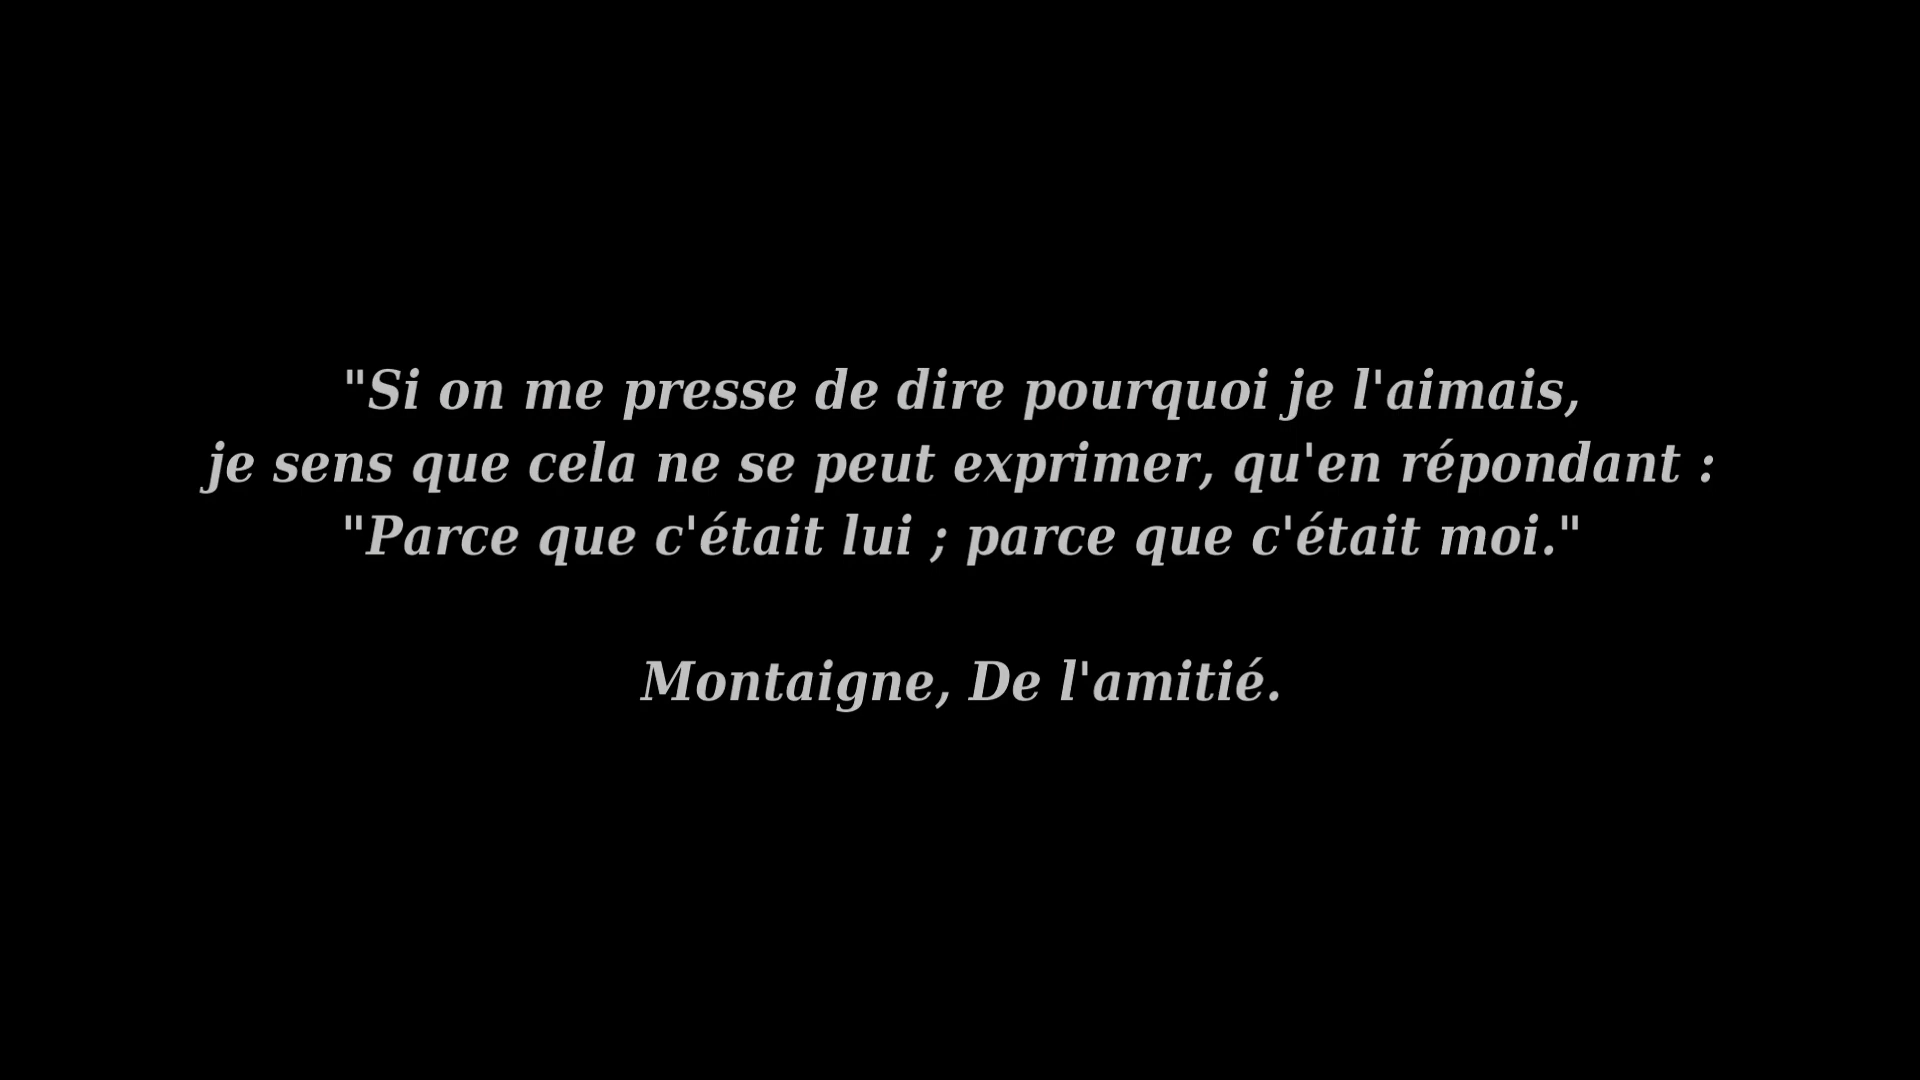 "Si on me presse de dire pourquoi je l'aimais,
je sens que cela ne se peut exprimer, qu'en répondant :
"Parce que c'était lui ; parce que c'était moi."
Montaigne, De l'amitié.